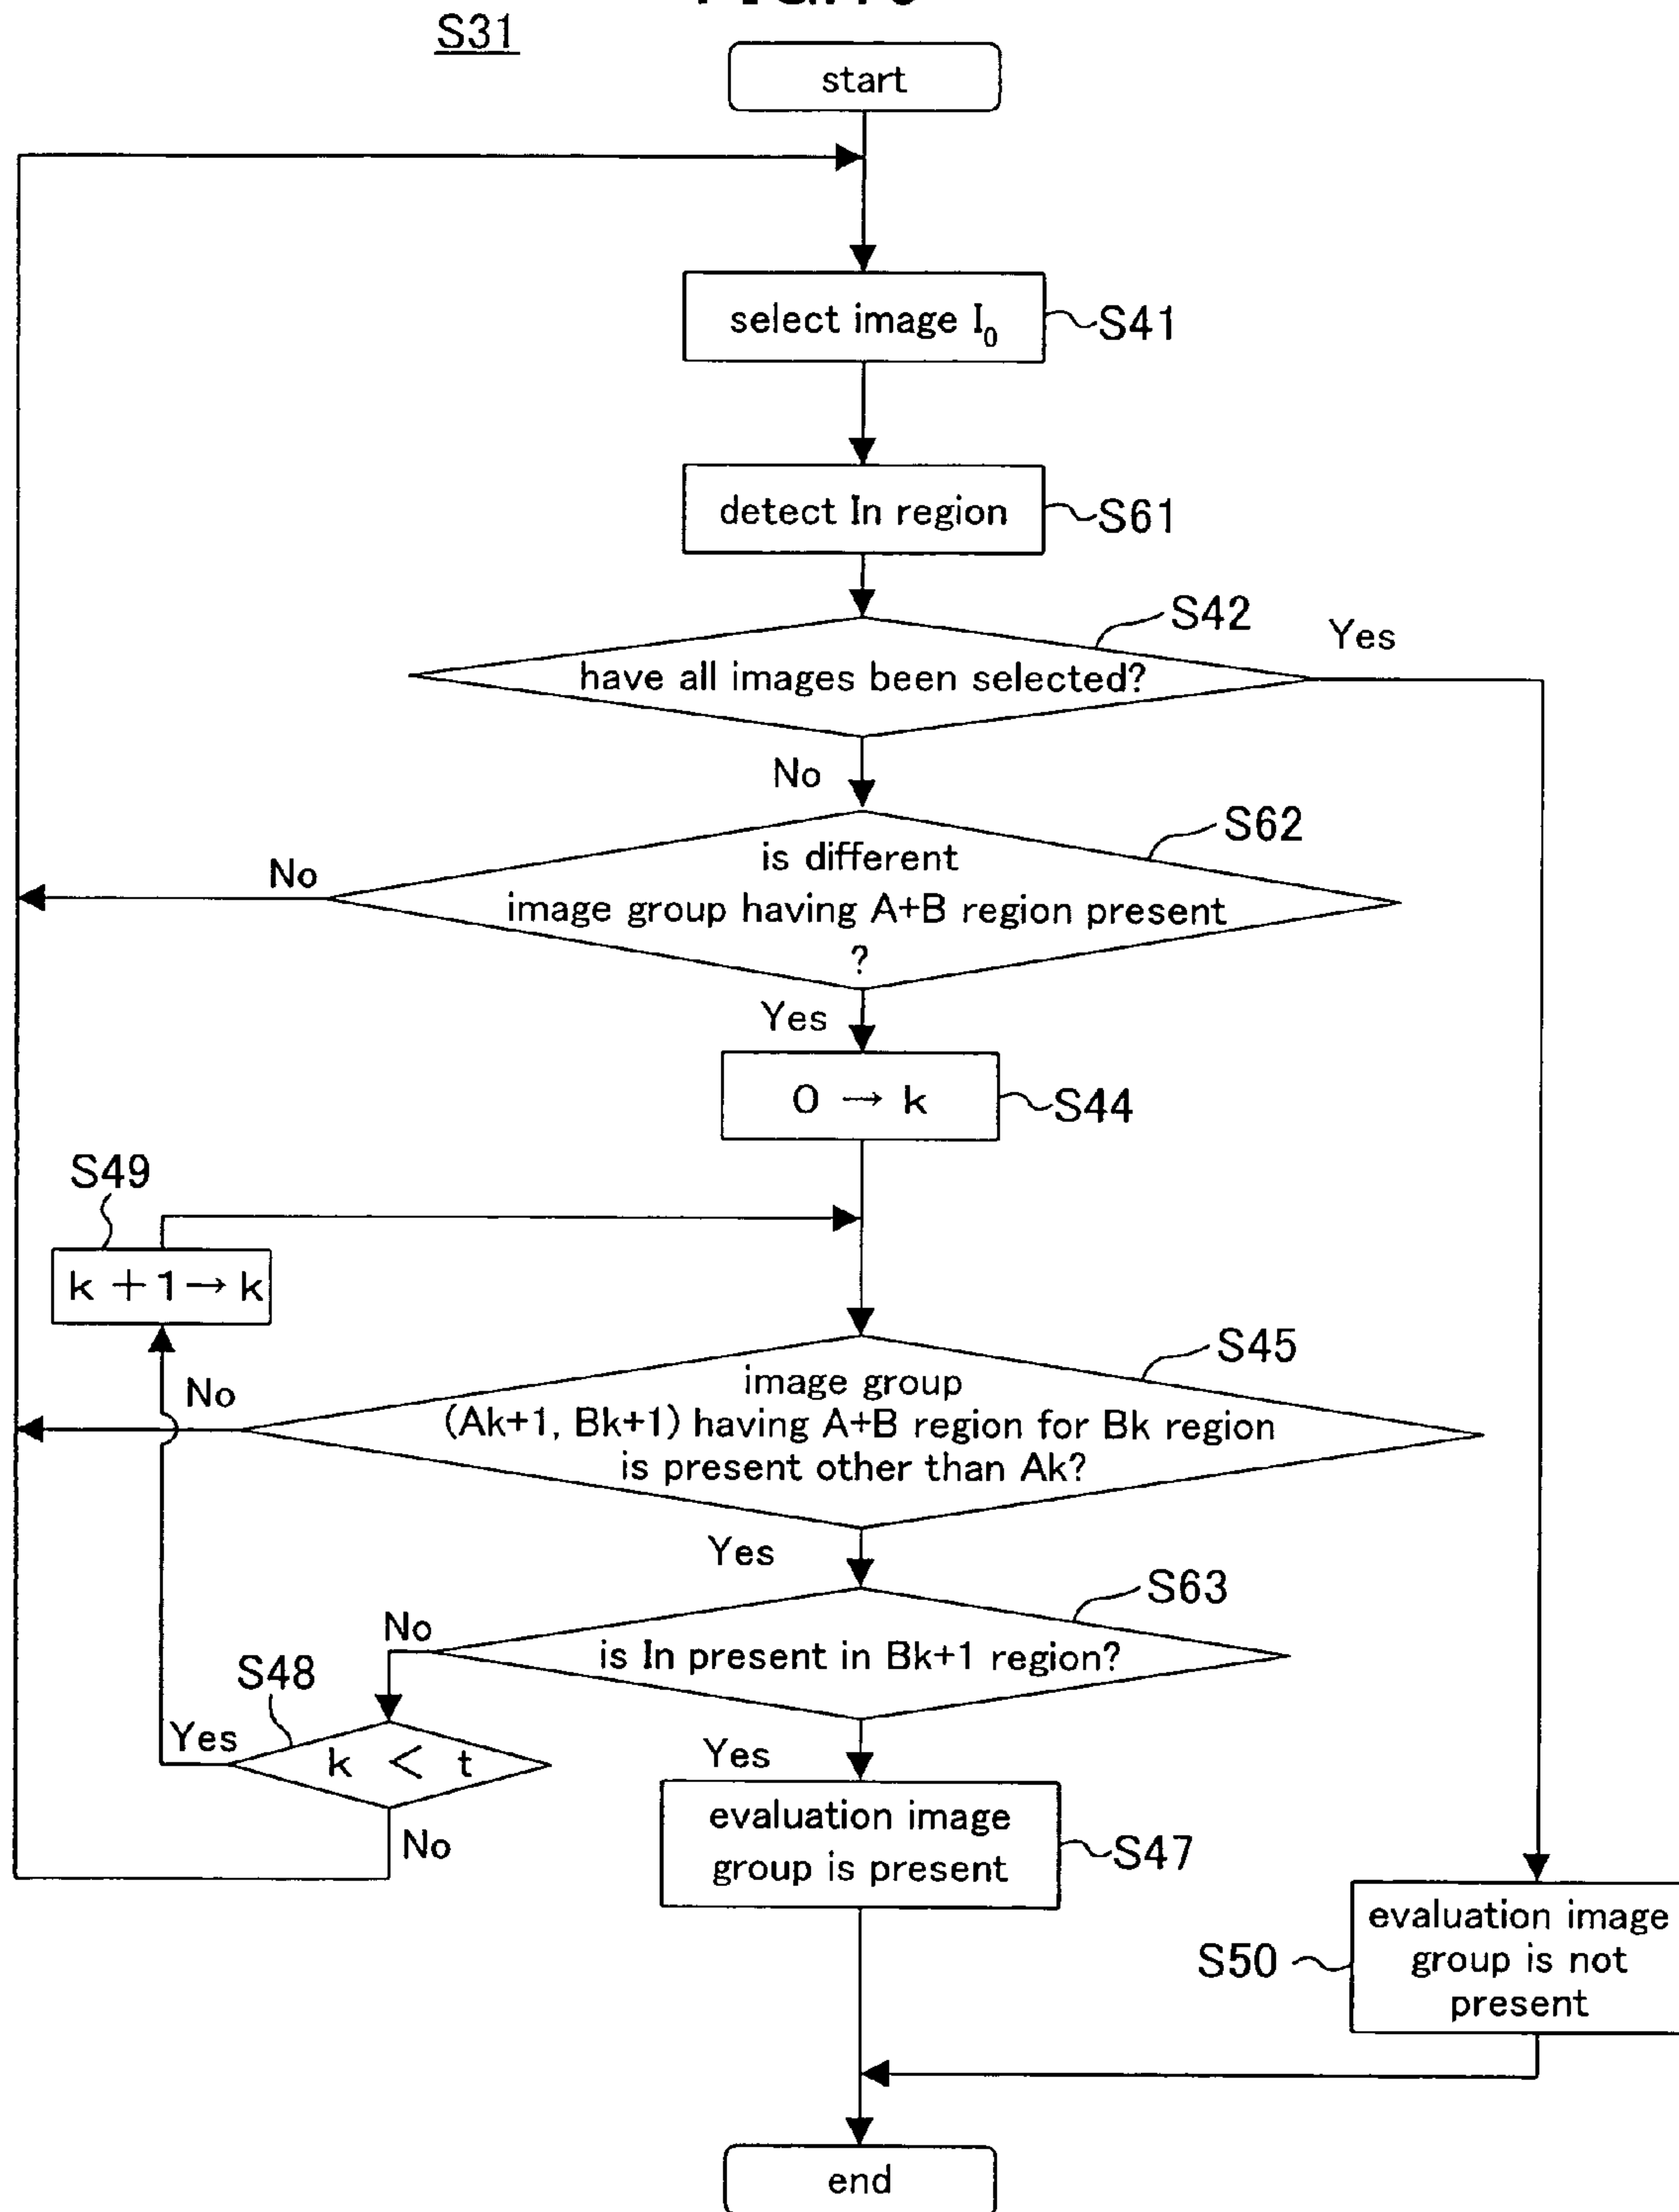 S31
start
select image I₀
S41
detect In region
S61
S42
Yes
have all images been selected?
No
S62
is different
No
image group having A+B region present
?
Yes
0 → k
S44
S49
k + 1 → k
S45
No
image group
(Ak+1, Bk+1) having A+B region for Bk region
is present other than Ak?
Yes
S63
No
is In present in Bk+1 region?
S48
Yes
k < t
Yes
No
evaluation image
group is present
S47
evaluation image
group is not
present
S50
end